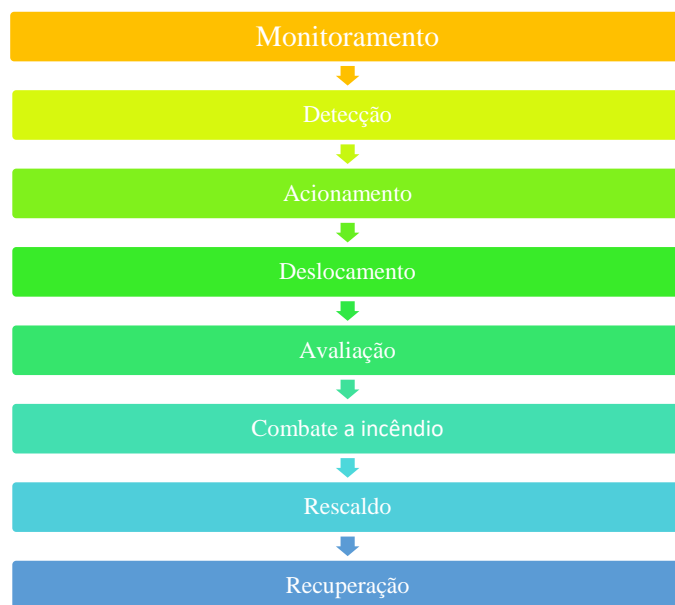 Monitoramento
Detecção
Acionamento
Deslocamento
Avaliação
Combate a incêndio
Rescaldo
Recuperação